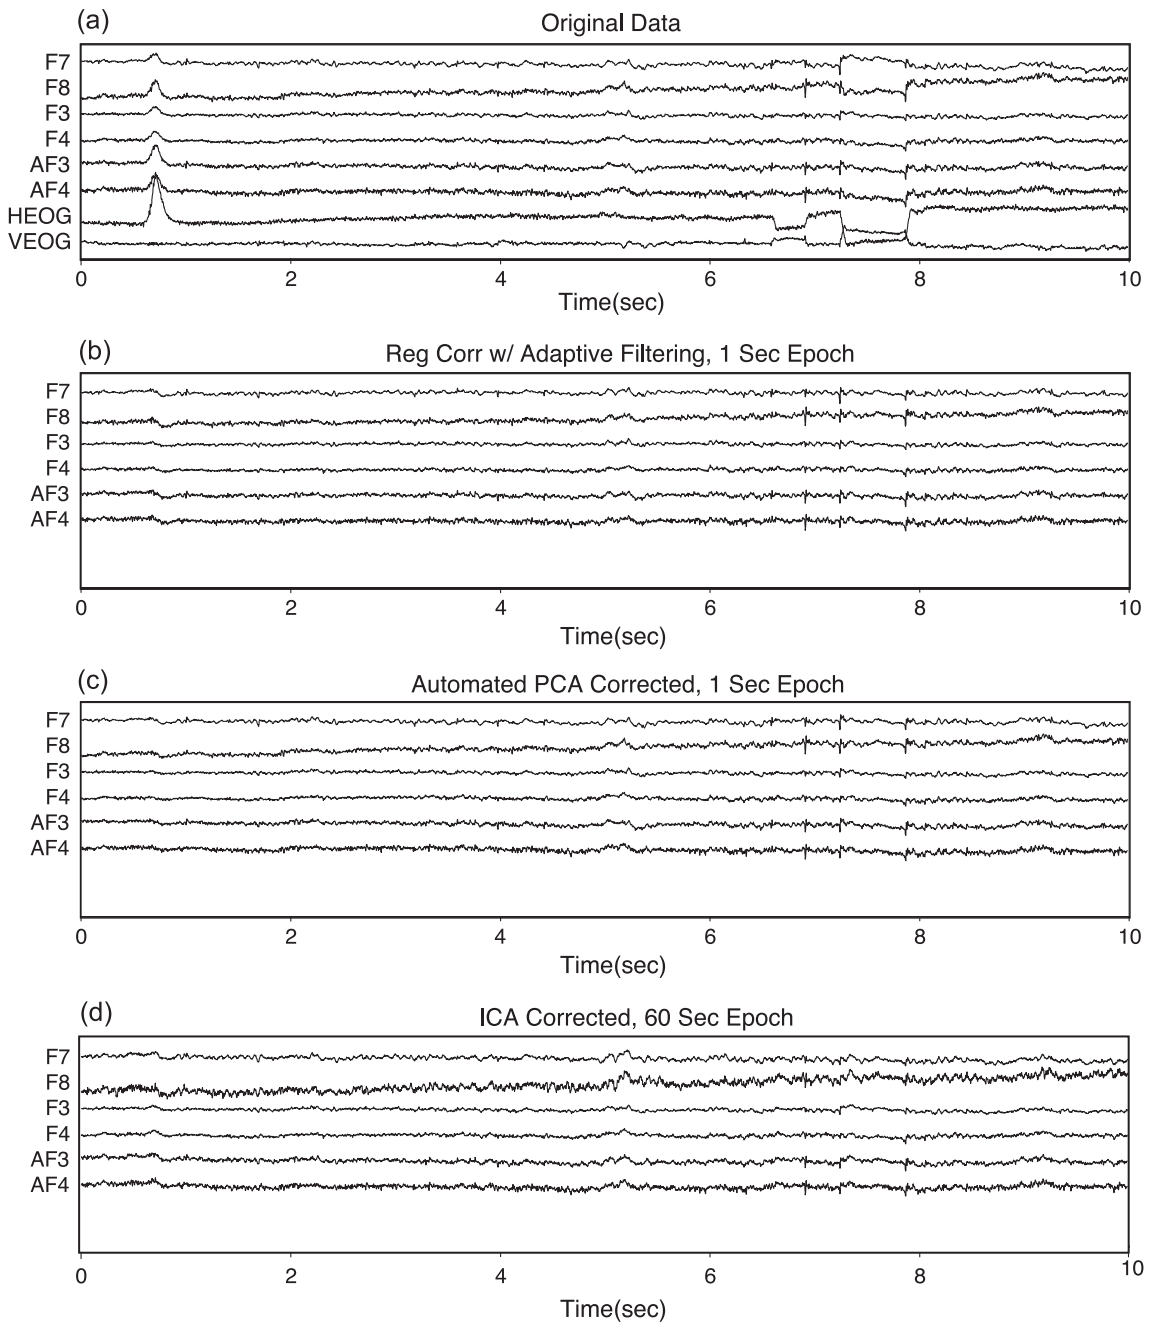 (a)
Original Data
F7
F8
F3
F4
AF3
AF4
HEOG
VEOG
0 2 4 6 8 10
Time(sec)
(b)
Reg Corr w/ Adaptive Filtering, 1 Sec Epoch
F7
F8
F3
F4
AF3
AF4
0 2 4 6 8 10
Time(sec)
(c)
Automated PCA Corrected, 1 Sec Epoch
F7
F8
F3
F4
AF3
AF4
0 2 4 6 8 10
Time(sec)
(d)
ICA Corrected, 60 Sec Epoch
F7
F8
F3
F4
AF3
AF4
0 2 4 6 8 10
Time(sec)